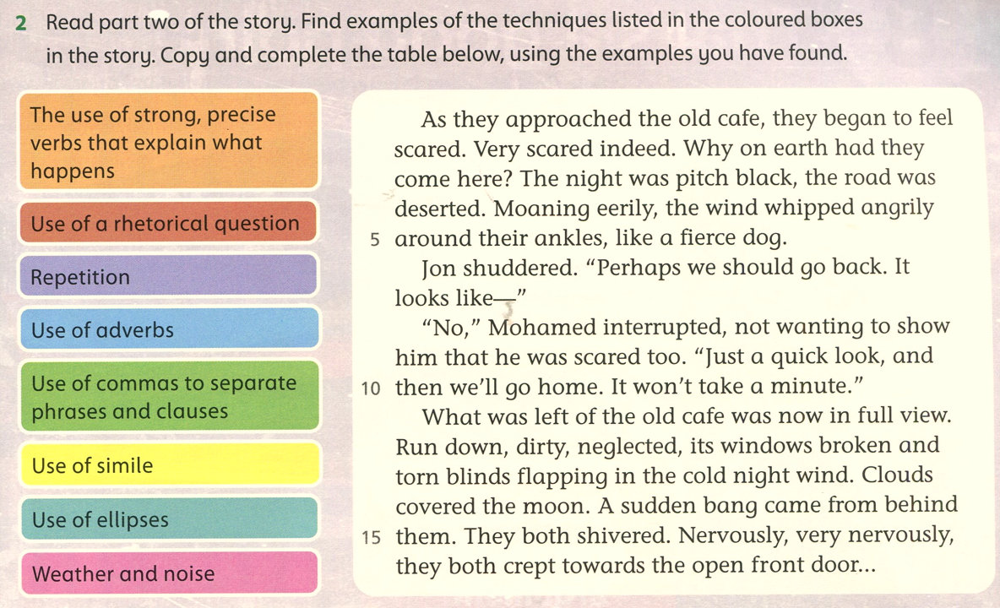 2 Read part two of the story. Find examples of the techniques listed in the coloured boxes
in the story. Copy and complete the table below, using the examples you have found.
The use of strong, precise
verbs that explain what
happens
Use of a rhetorical question
Repetition
Use of adverbs
Use of commas to separate
phrases and clauses
Use of simile
Use of ellipses
Weather and noise
As they approached the old cafe, they began to feel
scared. Very scared indeed. Why on earth had they
come here? The night was pitch black, the road was
deserted. Moaning eerily, the wind whipped angrily
5 around their ankles, like a fierce dog.
Jon shuddered. “Perhaps we should go back. It
looks like—”
“No,” Mohamed interrupted, not wanting to show
him that he was scared too. “Just a quick look, and
10 then we’ll go home. It won’t take a minute.”
What was left of the old cafe was now in full view.
Run down, dirty, neglected, its windows broken and
torn blinds flapping in the cold night wind. Clouds
covered the moon. A sudden bang came from behind
15 them. They both shivered. Nervously, very nervously,
they both crept towards the open front door...